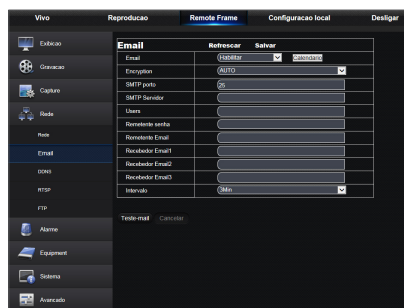 Vivo Reproducao Remote Frame Configuracao local Desligar
Exibicao
Gravacao
Capture
Rede
Rede
Email
DDNS
RTSP
FTP
Alarme
Equipment
Sistema
Avancado
Email Refrescar Salvar
Email Habilitar Calendario
Encryption AUTO
SMTP porto 25
SMTP Servidor
Users
Remetente senha
Remetente Email
Recebedor Email1
Recebedor Email2
Recebedor Email3
Intervalo 3Min
Teste-mail Cancelar